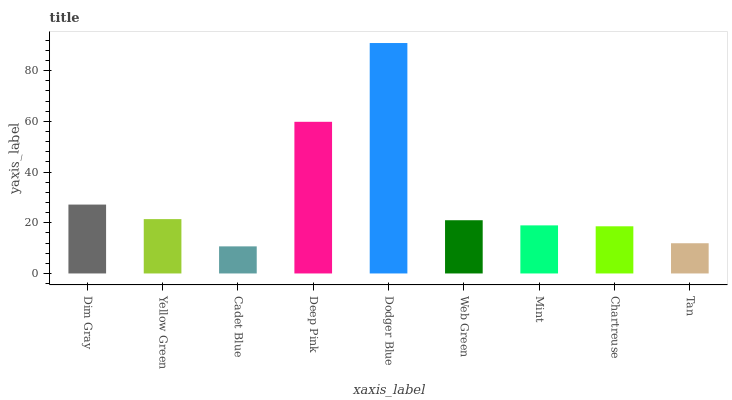 title
yaxis_label
80
60
40
20
0
Dim Gray
Yellow Green
Cadet Blue
Deep Pink
Dodger Blue
Web Green
Mint
Chartreuse
Tan
xaxis_label